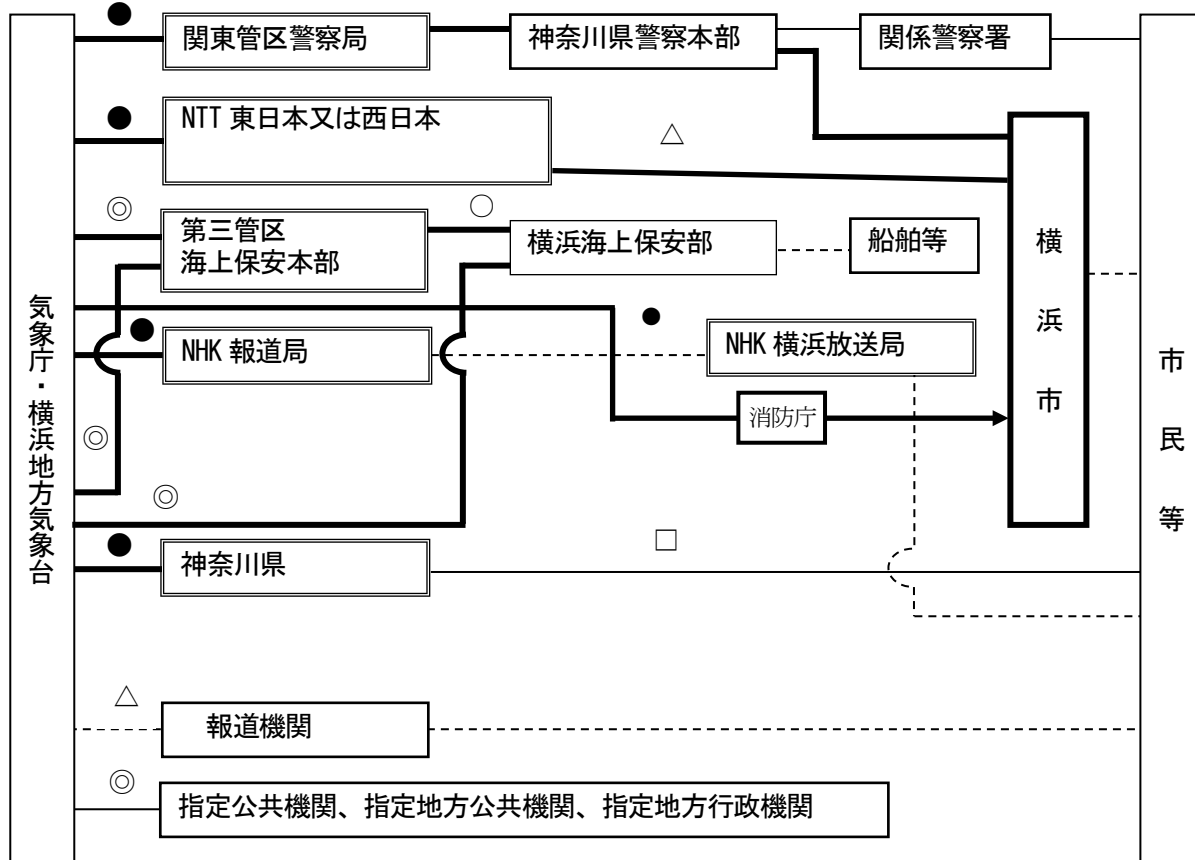 ●
関東管区警察局
神奈川県警察本部
関係警察署
●
NTT 東日本又は西日本
△
◎
第三管区
海上保安本部
○
横浜海上保安部
船舶等
横浜市
気象庁・横浜地方気象台
●
NHK 報道局
●
NHK 横浜放送局
市民等
消防庁
◎
◎
●
神奈川県
□
△
報道機関
◎
指定公共機関、指定地方公共機関、指定地方行政機関